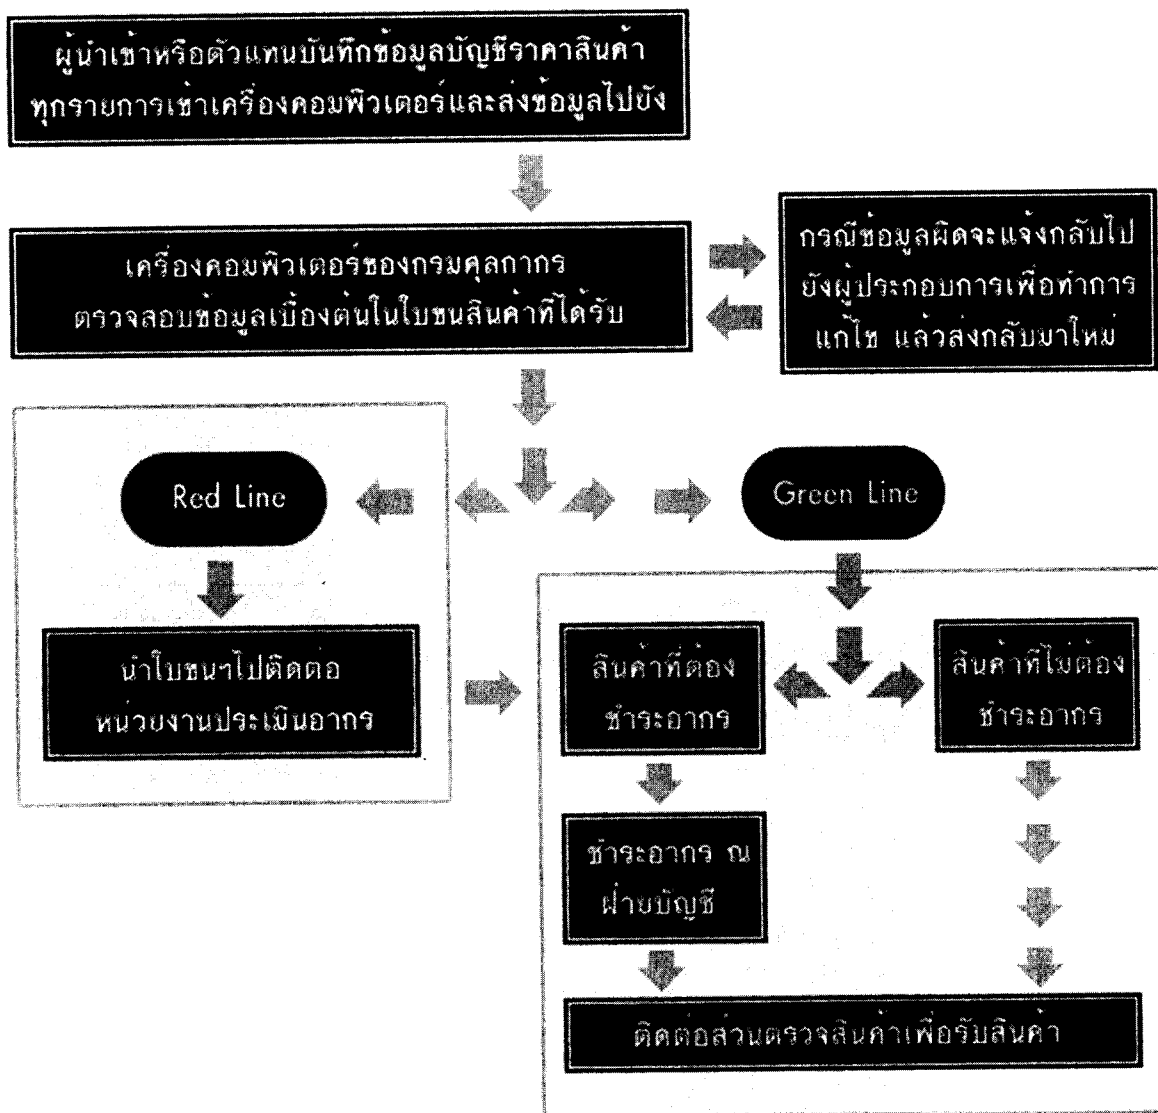 ผู้นำเข้าหรือตัวแทนบันทึกข้อมูลบัญชีราคาสินค้า
ทุกรายการเข้าเครื่องคอมพิวเตอร์และส่งข้อมูลไปยัง
เครื่องคอมพิวเตอร์ของกรมศุลกากร
ตรวจสอบข้อมูลเบื้องต้นในใบขนสินค้าที่ได้รับ
กรณีข้อมูลผิดจะแจ้งกลับไป
ยังผู้ประกอบการเพื่อทำการ
แก้ไข แล้วส่งกลับมาใหม่
Red Line
Green Line
นำใบขนฯไปติดต่อ
หน่วยงานประเมินอากร
สินค้าที่ต้อง
ชำระอากร
สินค้าที่ไม่ต้อง
ชำระอากร
ชำระอากร ณ
ฝ่ายบัญชี
ติดต่อส่วนตรวจสินค้าเพื่อรับสินค้า